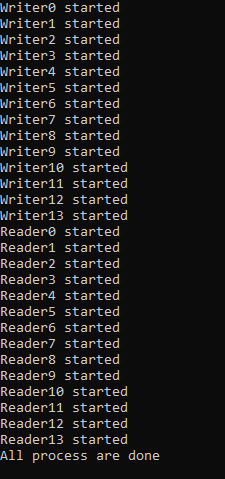 Writer0 started
Writer1 started
Writer2 started
Writer3 started
Writer4 started
Writer5 started
Writer6 started
Writer7 started
Writer8 started
Writer9 started
Writer10 started
Writer11 started
Writer12 started
Writer13 started
Reader0 started
Reader1 started
Reader2 started
Reader3 started
Reader4 started
Reader5 started
Reader6 started
Reader7 started
Reader8 started
Reader9 started
Reader10 started
Reader11 started
Reader12 started
Reader13 started
All process are done